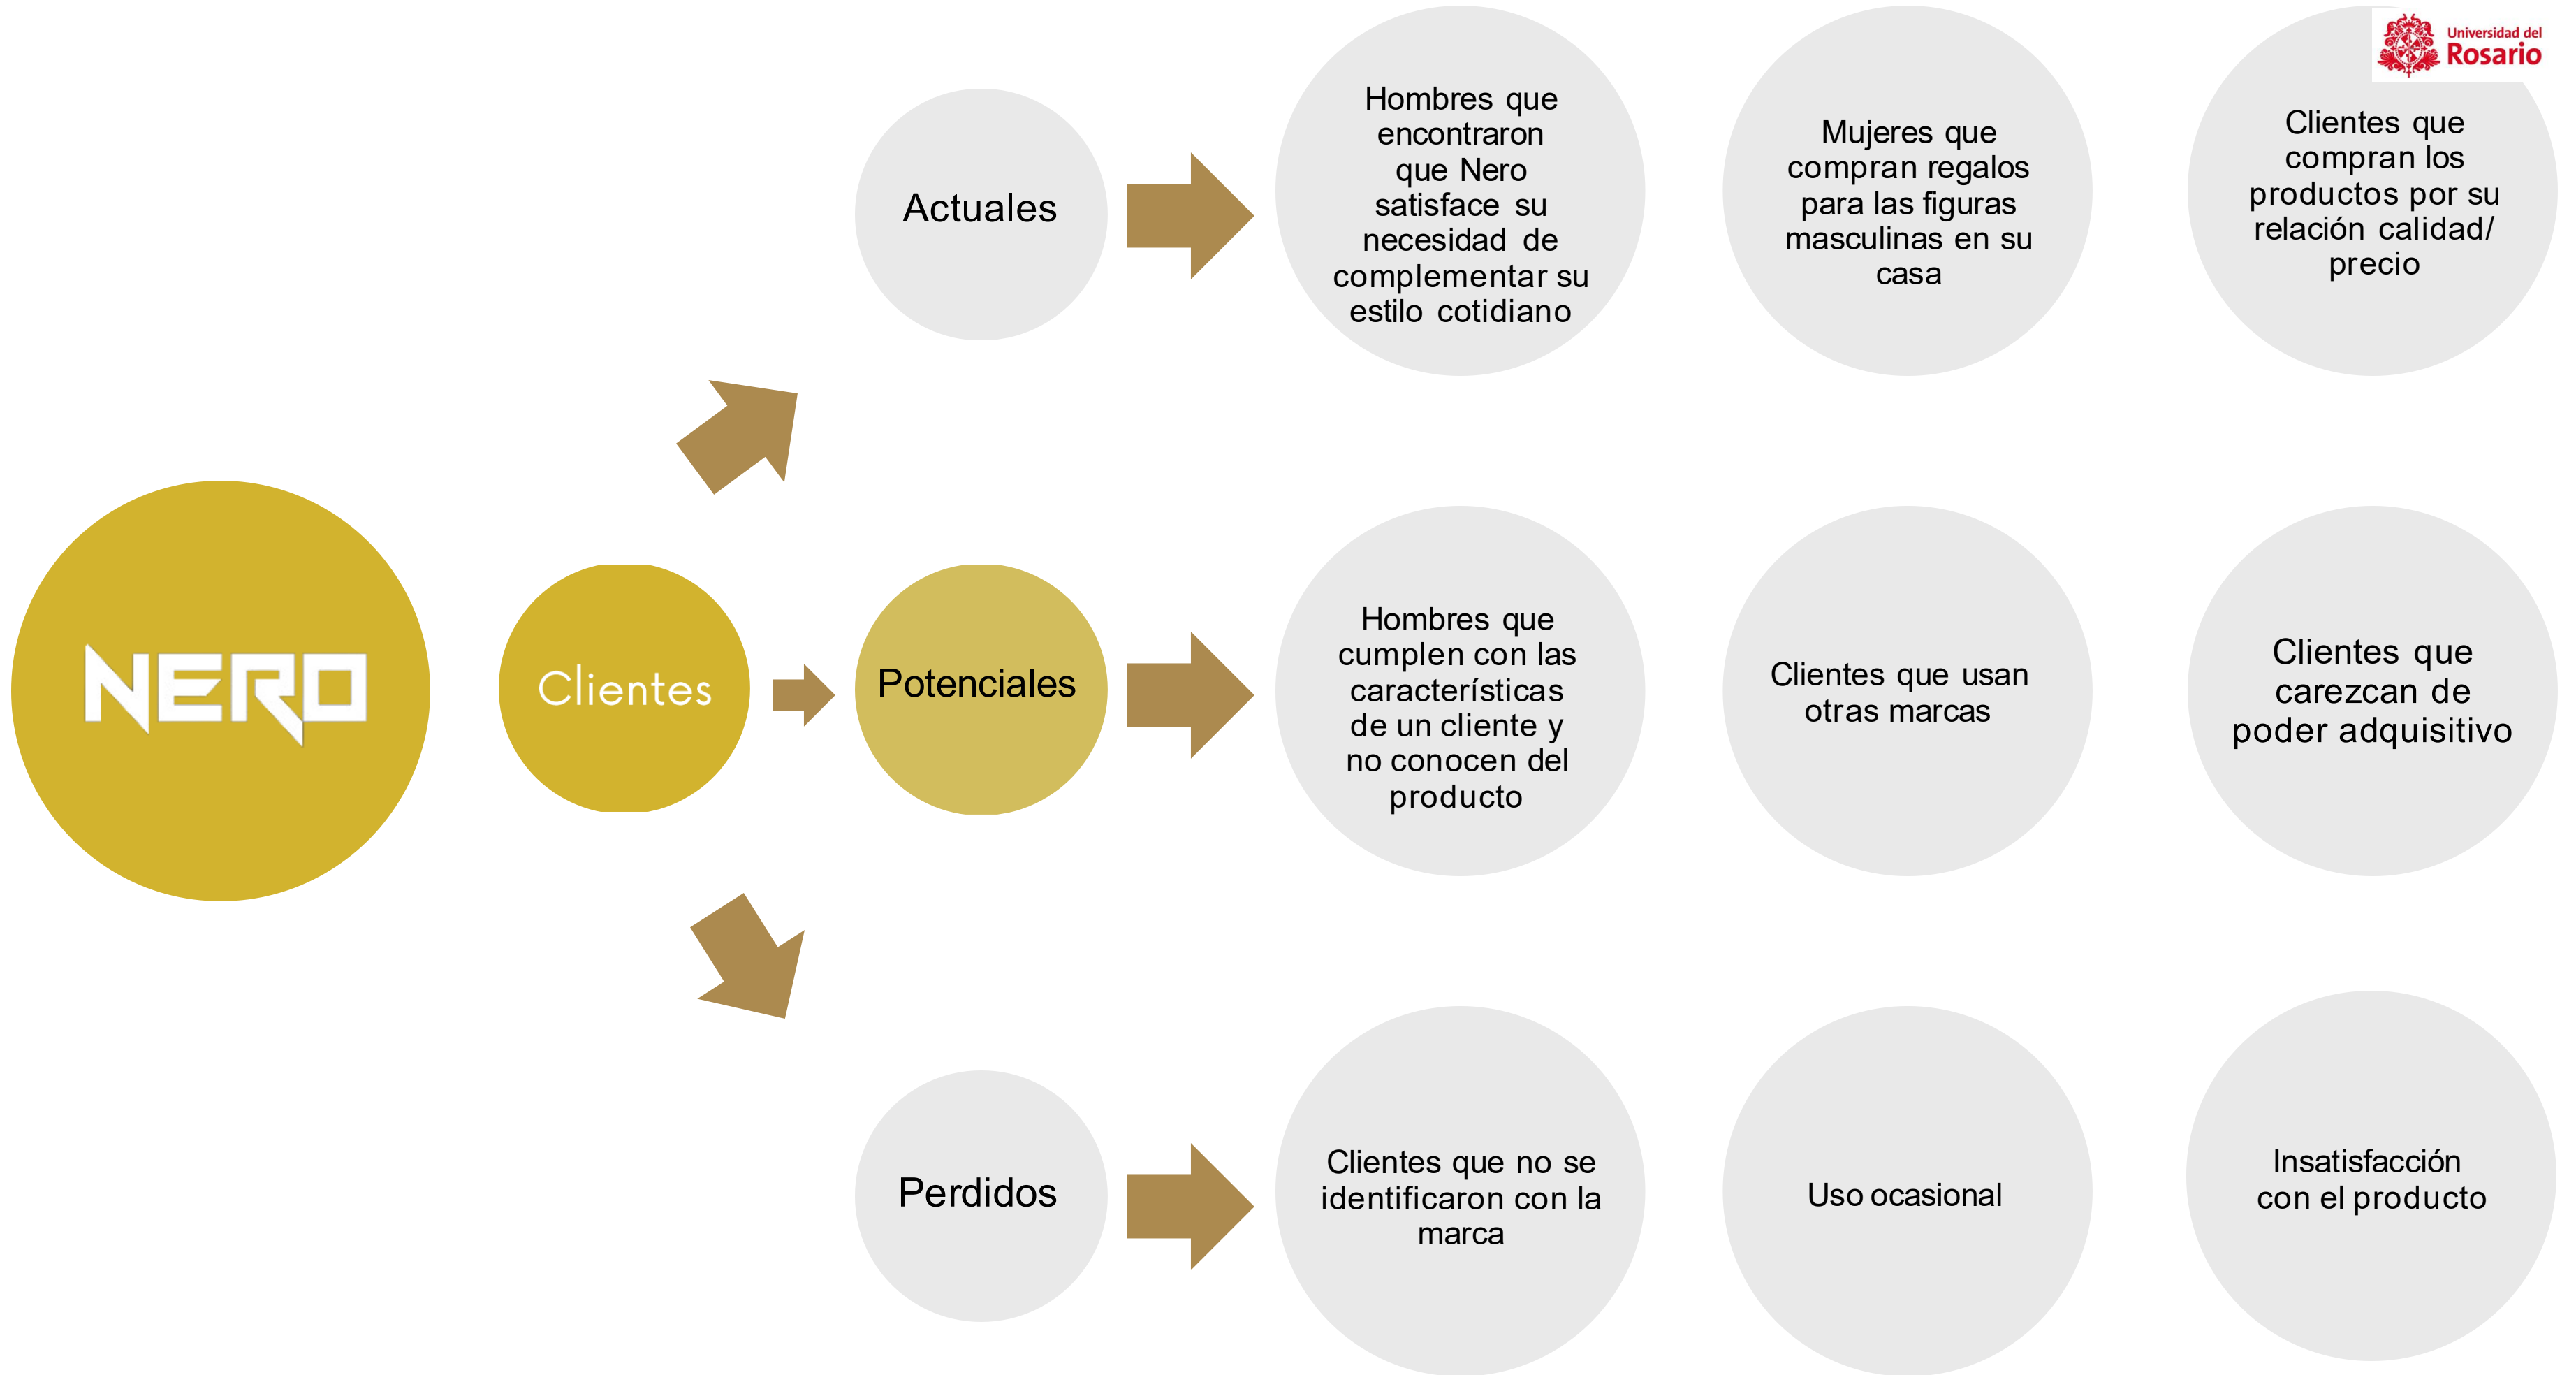 Universidad del
Rosario
NERO
Clientes
Actuales
Hombres que
encontraron
que Nero
satisface su
necesidad de
complementar su
estilo cotidiano
Mujeres que
compran regalos
para las figuras
masculinas en su
casa
Clientes que
compran los
productos por su
relación calidad/
precio
Potenciales
Hombres que
cumplen con las
características
de un cliente y
no conocen del
producto
Clientes que usan
otras marcas
Clientes que
carezcan de
poder adquisitivo
Perdidos
Clientes que no se
identificaron con la
marca
Uso ocasional
Insatisfacción
con el producto